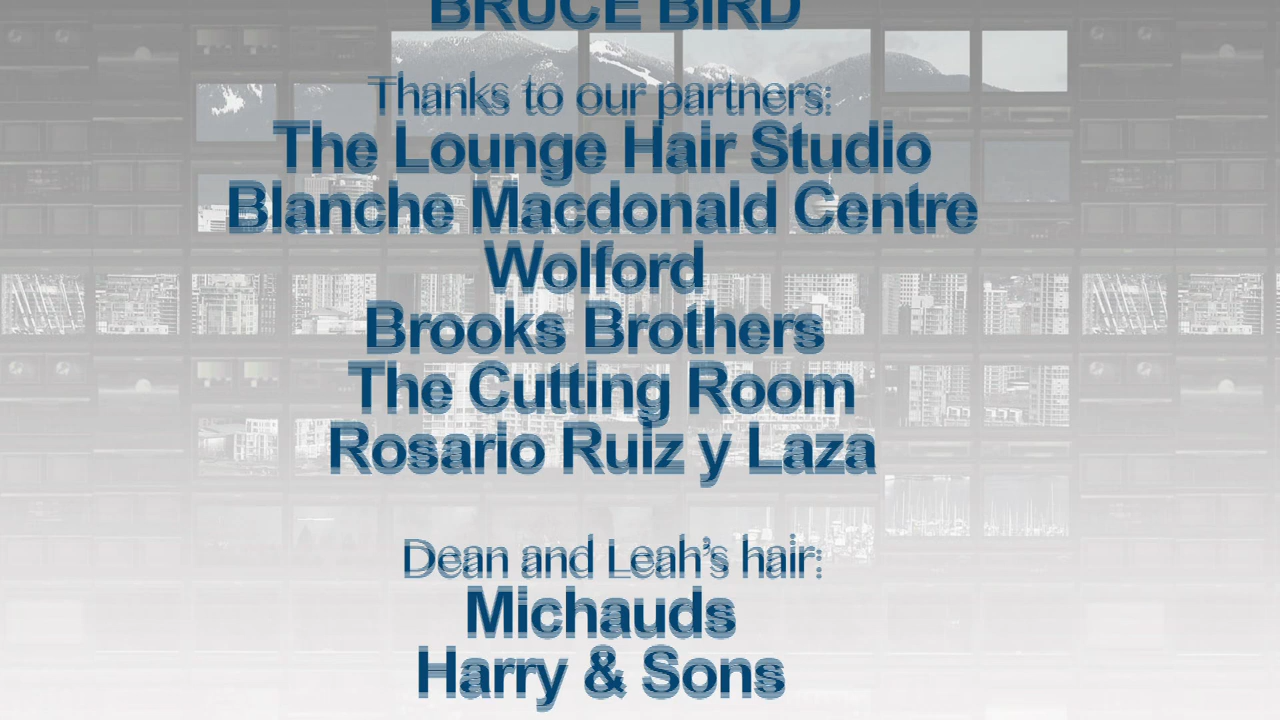 BRUCE BIRD
Thanks to our partners:
The Lounge Hair Studio
Blanche Macdonald Centre
Wolford
Brooks Brothers
The Cutting Room
Rosario Ruiz y Laza
Dean and Leah's hair:
Michauds
Harry & Sons